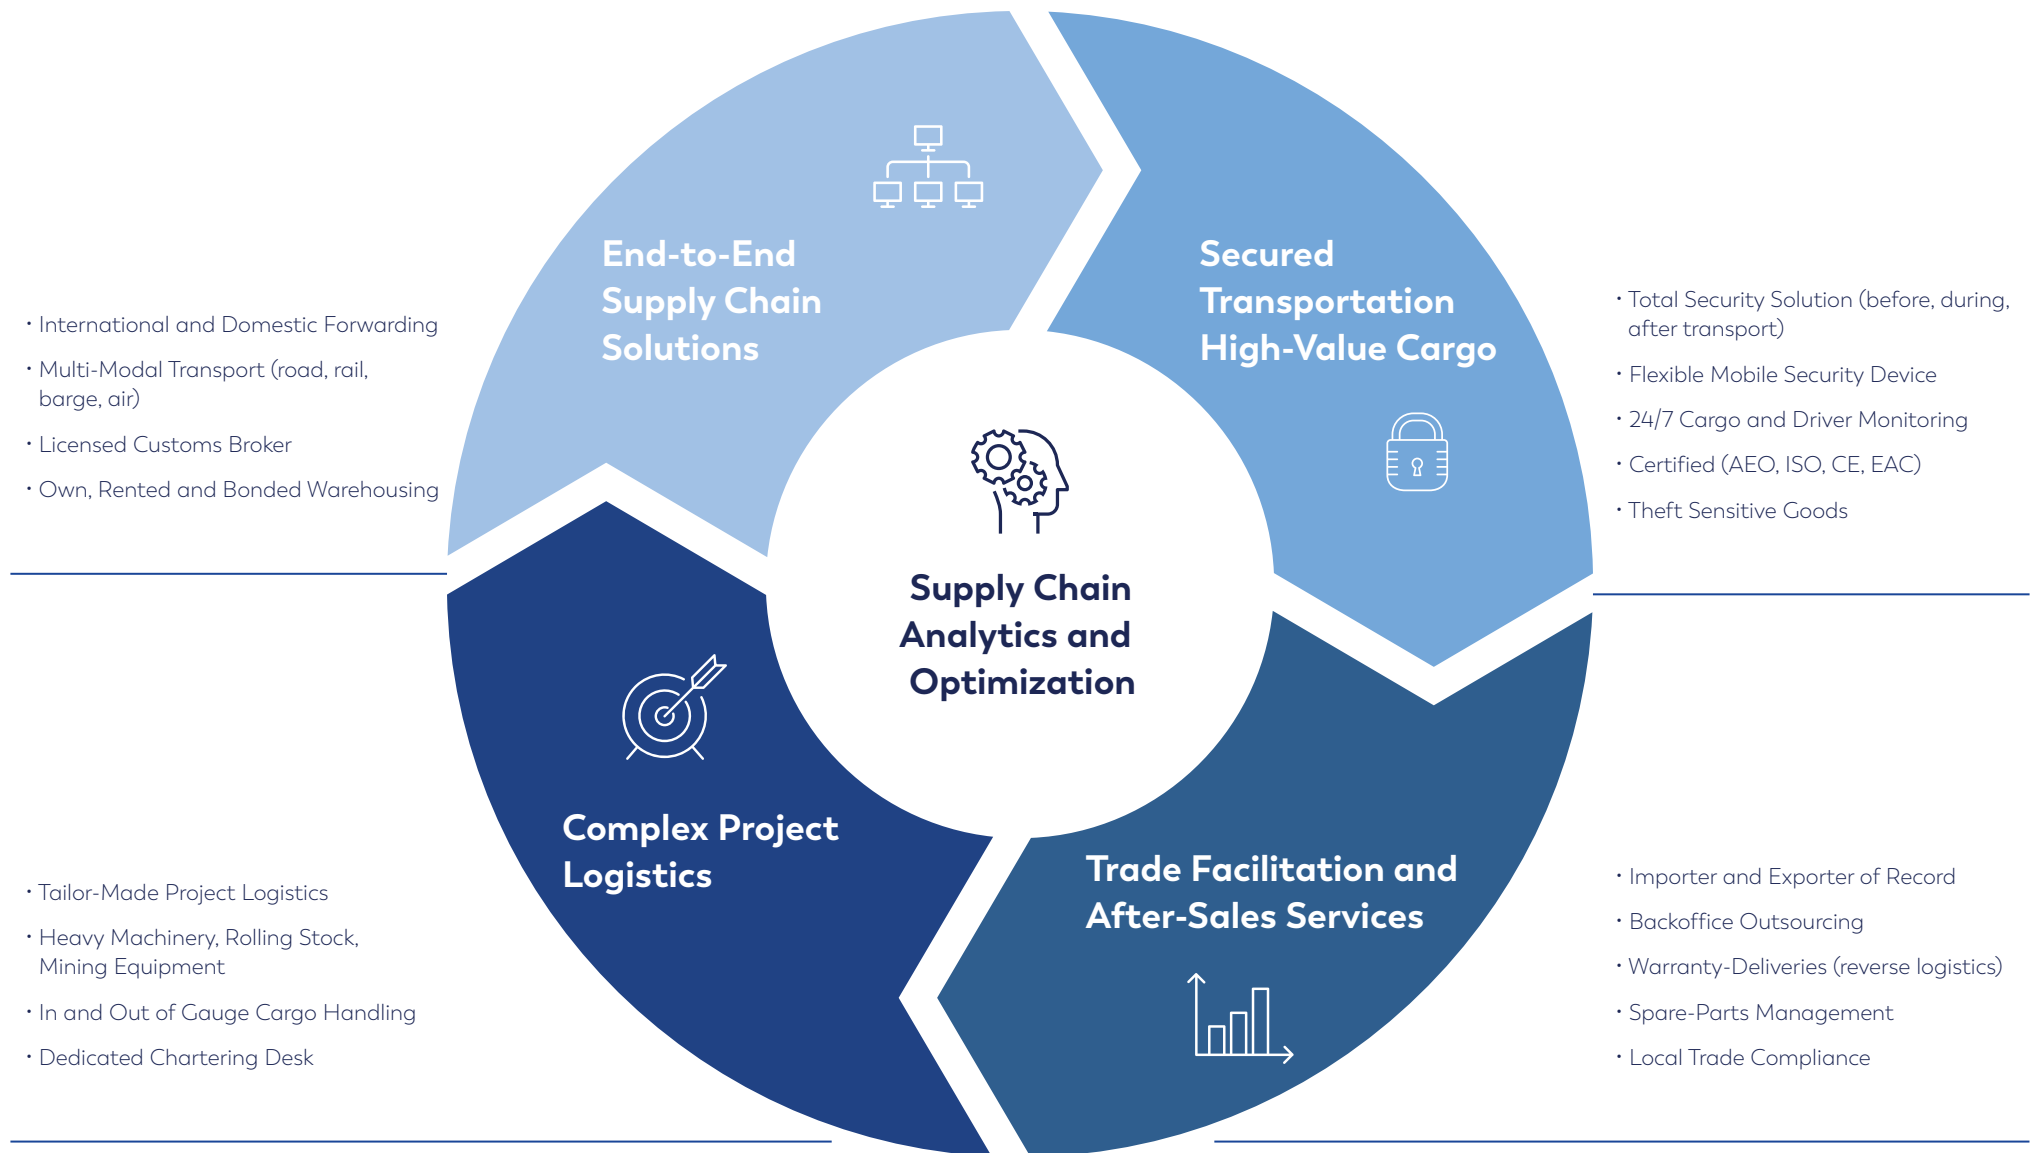 End-to-End
Supply Chain
Solutions
· International and Domestic Forwarding
· Multi-Modal Transport (road, rail,
barge, air)
· Licensed Customs Broker
· Own, Rented and Bonded Warehousing
Secured
Transportation
High-Value Cargo
· Total Security Solution (before, during,
after transport)
· Flexible Mobile Security Device
· 24/7 Cargo and Driver Monitoring
· Certified (AEO, ISO, CE, EAC)
· Theft Sensitive Goods
Supply Chain
Analytics and
Optimization
Complex Project
Logistics
· Tailor-Made Project Logistics
· Heavy Machinery, Rolling Stock,
Mining Equipment
· In and Out of Gauge Cargo Handling
· Dedicated Chartering Desk
Trade Facilitation and
After-Sales Services
· Importer and Exporter of Record
· Backoffice Outsourcing
· Warranty-Deliveries (reverse logistics)
· Spare-Parts Management
· Local Trade Compliance